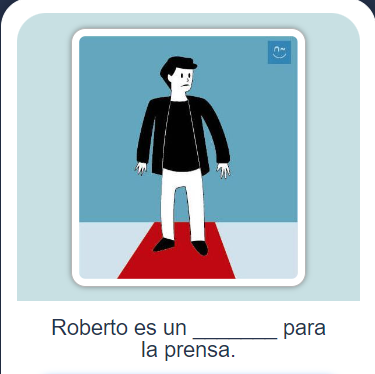 Roberto es un _______ para
la prensa.